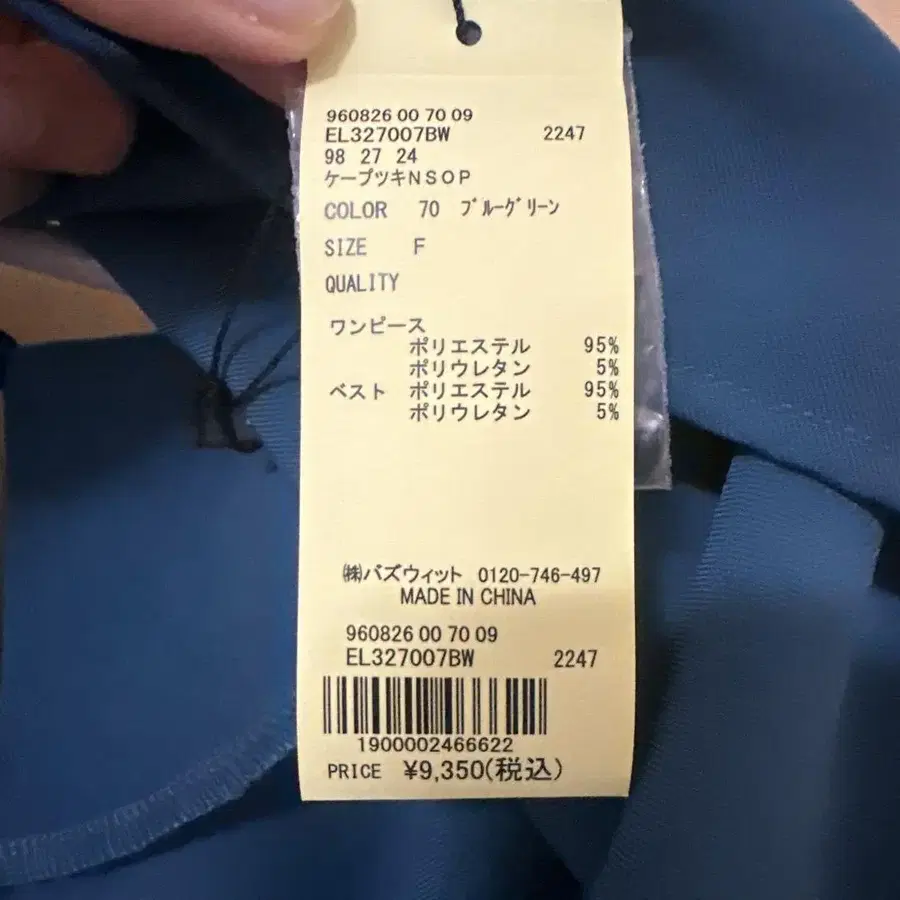 960826 00 70 09
EL327007BW 2247
98 27 24
ケープツキNSOP
COLOR 70 ブルーグリーン
SIZE F
QUALITY
ワンピース
ポリエステル 95%
ポリウレタン 5%
ベスト ポリエステル 95%
ポリウレタン 5%
㈱バズウィット 0120-746-497
MADE IN CHINA
960826 00 70 09
EL327007BW 2247
1900002466622
PRICE ¥9,350(税込)